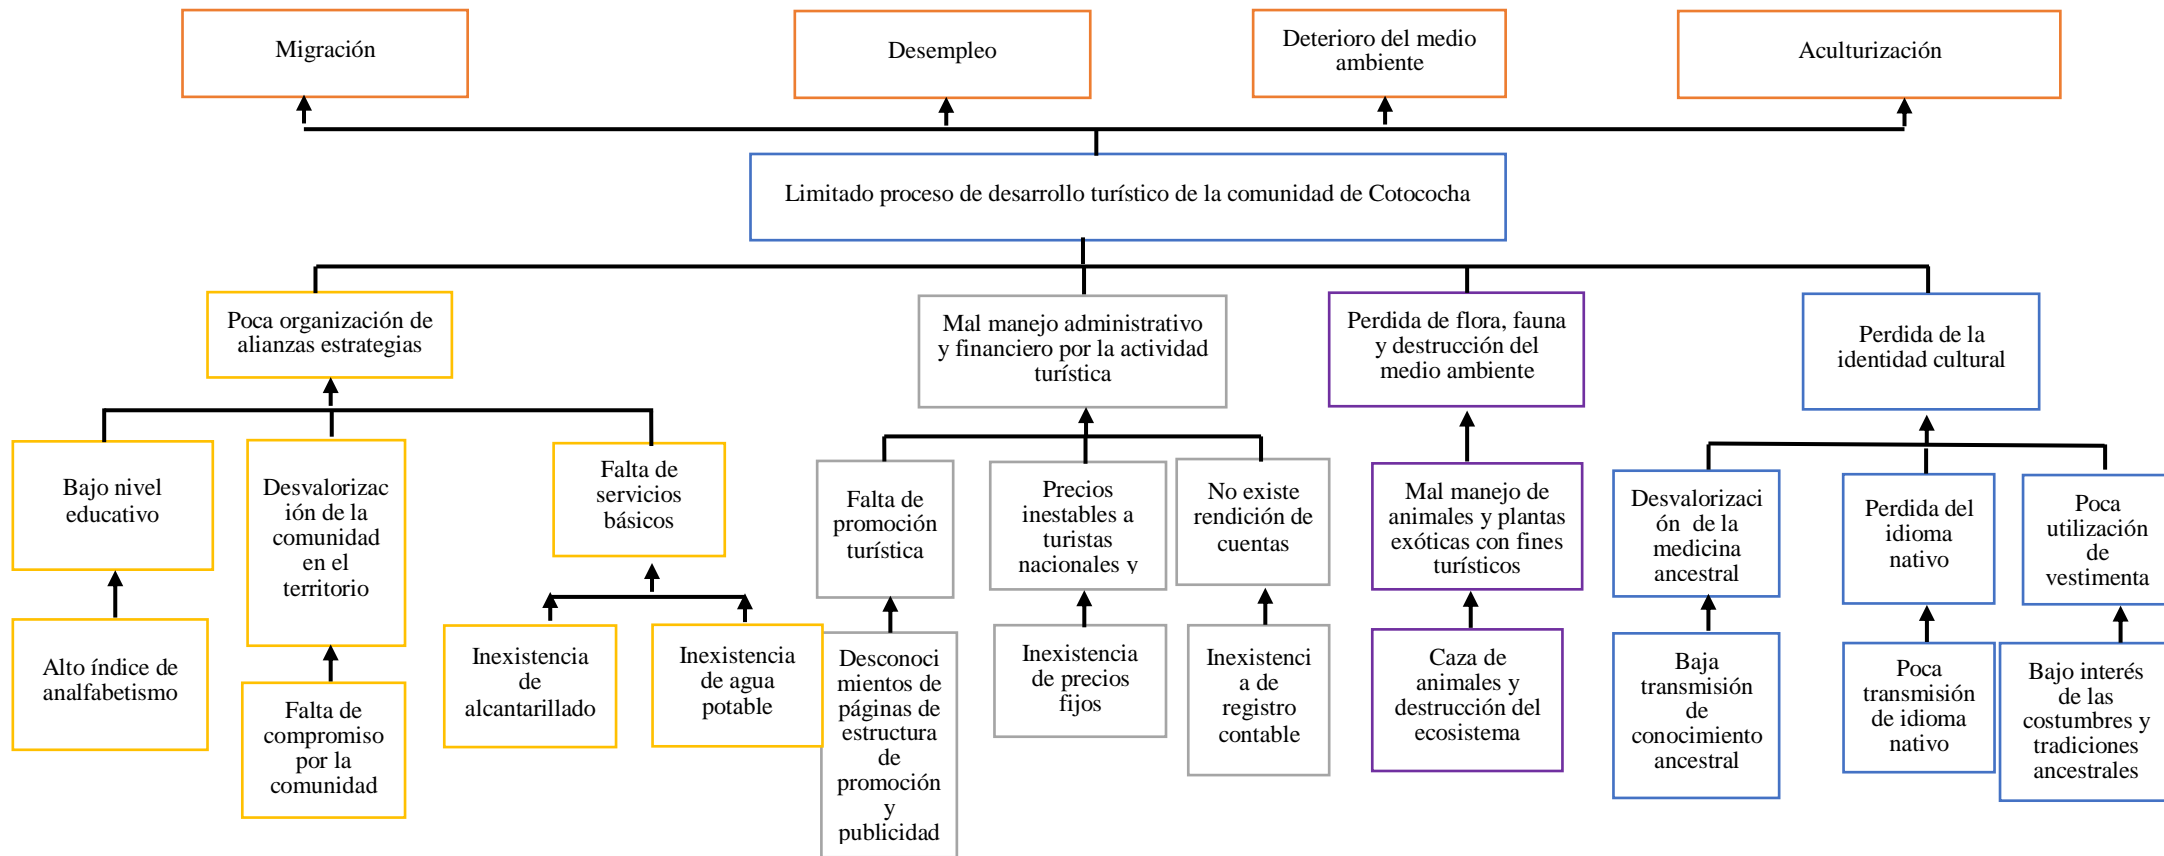 Migración
Desempleo
Deterioro del medio
ambiente
Aculturización
Limitado proceso de desarrollo turístico de la comunidad de Cotococha
Poca organización de
alianzas estrategias
Mal manejo administrativo
y financiero por la actividad
turística
Perdida de flora, fauna
y destrucción del
medio ambiente
Perdida de la
identidad cultural
Bajo nivel
educativo
Desvalorizac
ión de la
comunidad
en el
territorio
Falta de
servicios
básicos
Falta de
promoción
turística
Precios
inestables a
turistas
nacionales y
No existe
rendición de
cuentas
Mal manejo de
animales y plantas
exóticas con fines
turísticos
Desvalorizaci
ón de la
medicina
ancestral
Perdida del
idioma
nativo
Poca
utilización de
vestimenta
Alto índice de
analfabetismo
Falta de
compromiso
por la
comunidad
Inexistencia
de
alcantarillado
Inexistencia
de agua
potable
Desconoci
mientos de
páginas de
estructura
de
promoción
y
publicidad
Inexistencia
de precios
fijos
Inexistenci
a de
registro
contable
Caza de
animales y
destrucción del
ecosistema
Baja
transmisión
de
conocimiento
ancestral
Poca
transmisión
de idioma
nativo
Bajo interés
de las
costumbres y
tradiciones
ancestrales